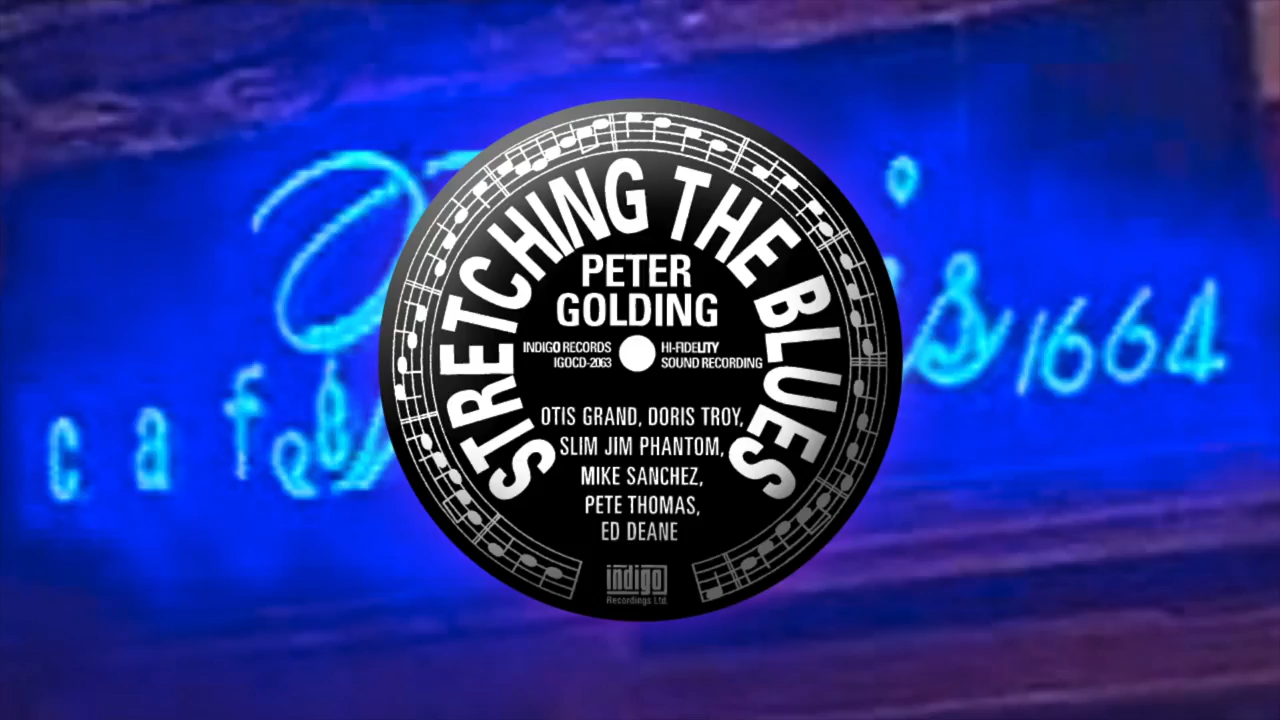 STRETCHING THE BLUES
PETER
GOLDING
INDIGO RECORDS
IGOCD-2063
HI-FIDELITY
SOUND RECORDING
OTIS GRAND, DORIS TROY,
SLIM JIM PHANTOM,
MIKE SANCHEZ,
PETE THOMAS,
ED DEANE
indigo
Recordings Ltd.
café
1664